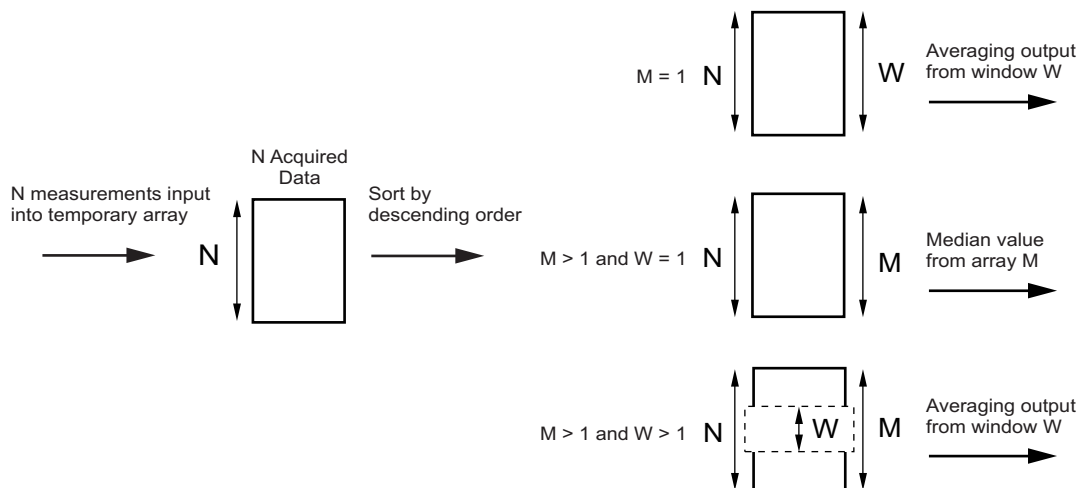 N measurements input
into temporary array
N
N Acquired
Data
Sort by
descending order
M = 1
N
W
Averaging output
from window W
M > 1 and W = 1
N
M
Median value
from array M
M > 1 and W > 1
N
W
M
Averaging output
from window W